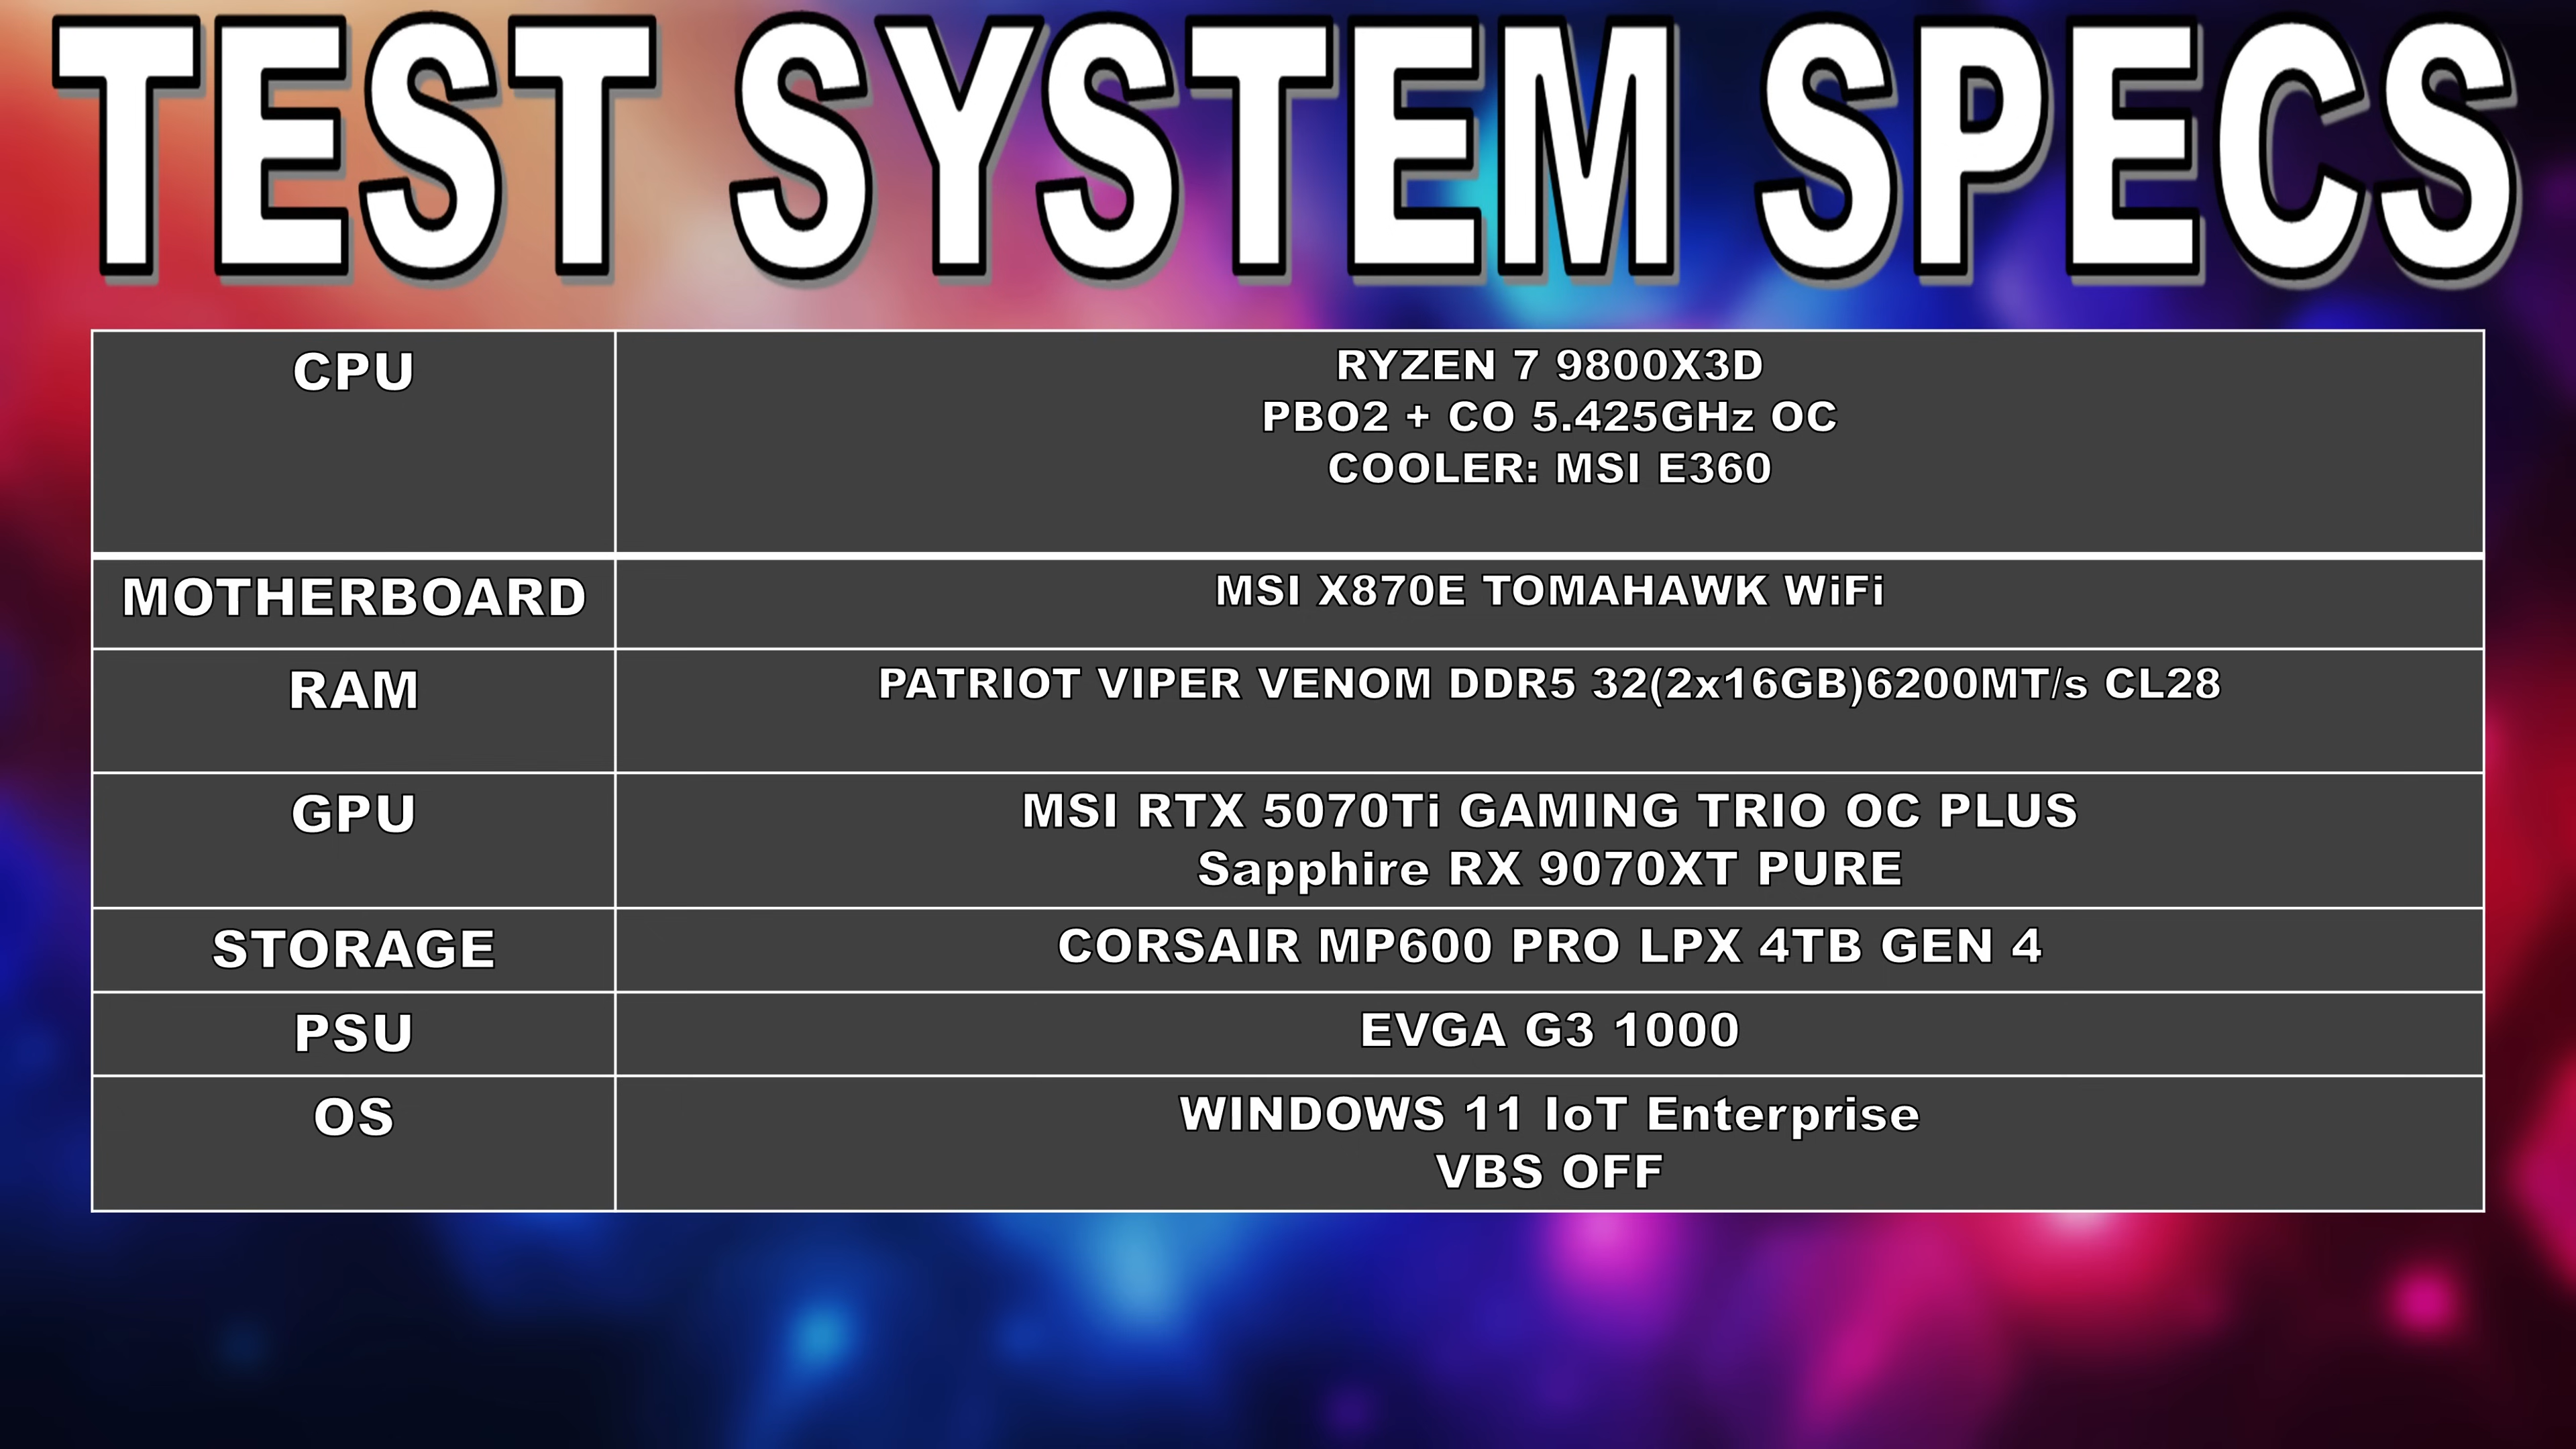 TEST SYSTEM SPECS
CPU
RYZEN 7 9800X3D
PBO2 + CO 5.425GHz OC
COOLER: MSI E360
MOTHERBOARD
MSI X870E TOMAHAWK WiFi
RAM
PATRIOT VIPER VENOM DDR5 32(2x16GB)6200MT/s CL28
GPU
MSI RTX 5070Ti GAMING TRIO OC PLUS
Sapphire RX 9070XT PURE
STORAGE
CORSAIR MP600 PRO LPX 4TB GEN 4
PSU
EVGA G3 1000
OS
WINDOWS 11 IoT Enterprise
VBS OFF